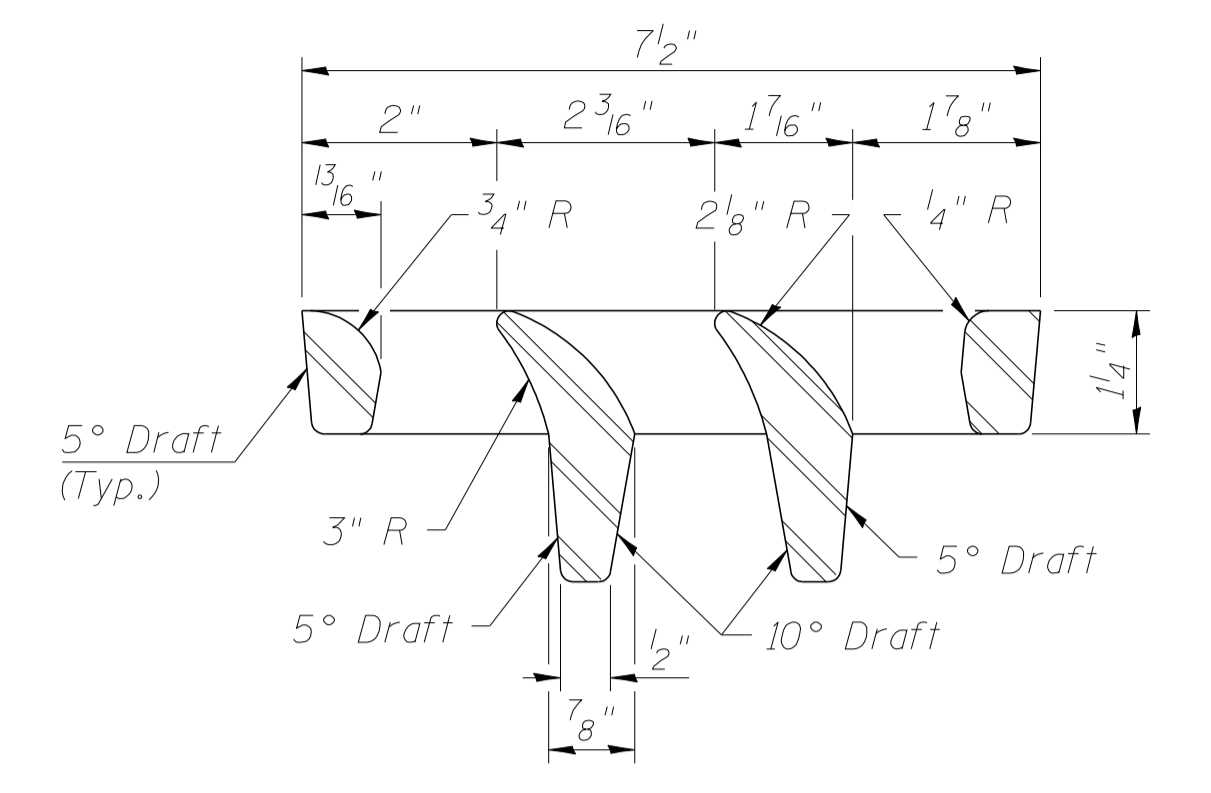 7 1/2"
2" 2 3/16" 1 7/16" 1 7/8"
13/16"
3/4" R 2 1/8" R 1/4" R
1 1/4"
5° Draft
(Typ.)
3" R
5° Draft
5° Draft
10° Draft
1/2"
7/8"